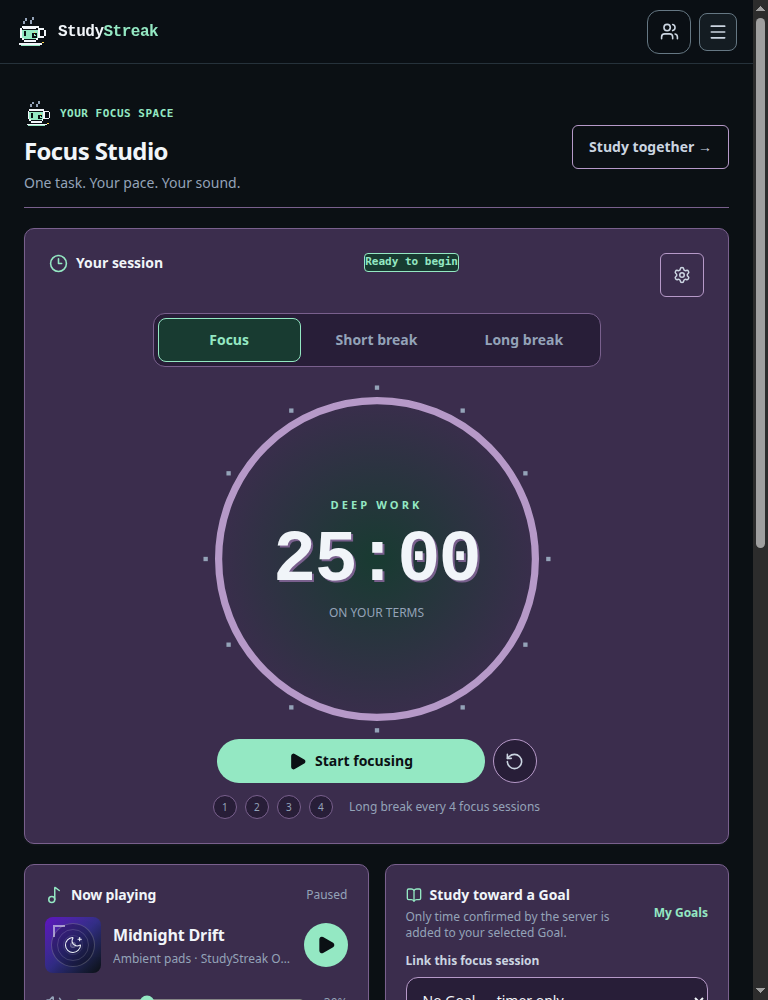 StudyStreak
YOUR FOCUS SPACE
Focus Studio
One task. Your pace. Your sound.
Study together →
Your session
Ready to begin
Focus
Short break
Long break
DEEP WORK
25:00
ON YOUR TERMS
Start focusing
1 2 3 4 Long break every 4 focus sessions
Now playing
Paused
Midnight Drift
Ambient pads · StudyStreak O...
Study toward a Goal
Only time confirmed by the server is
added to your selected Goal.
My Goals
Link this focus session